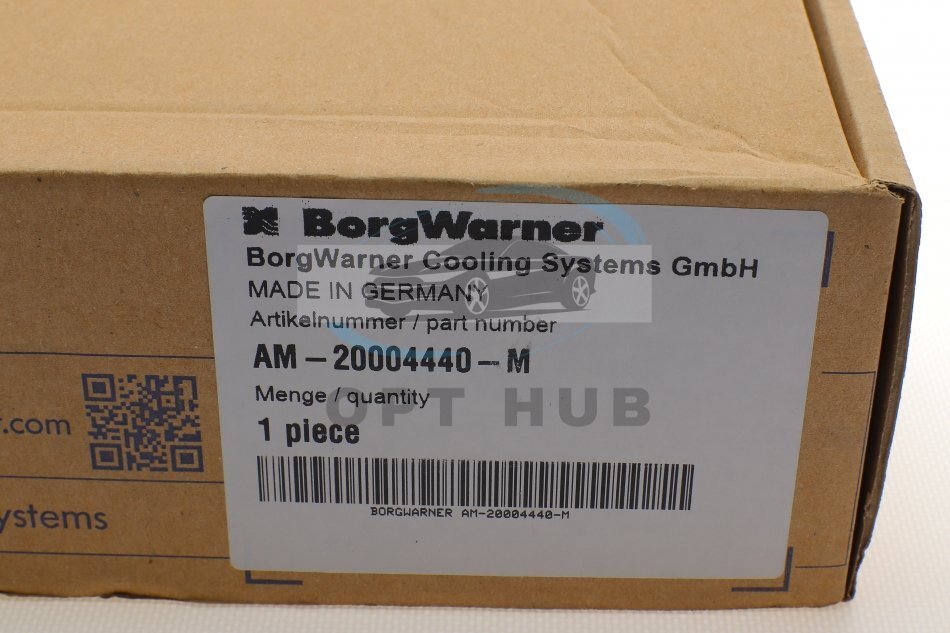 BorgWarner
BorgWarner Cooling Systems GmbH
MADE IN GERMANY
Artikelnummer / part number
AM - 20004440 - M
Menge / quantity
OPT HUB
1 piece
BORGWARNER AM-20004440-M
.com
ystems